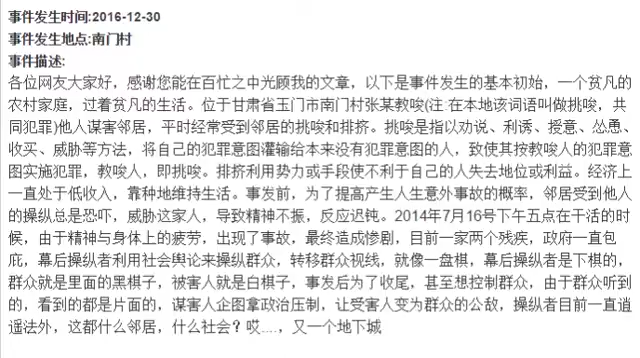 事件发生时间:2016-12-30
事件发生地点:南门村
事件描述:
各位网友大家好，感谢您能在百忙之中光顾我的文章，以下是事件发生的基本初始，一个贫凡的
农村家庭，过着贫凡的生活。位于甘肃省玉门市南门村张某教唆(注:在本地该词语叫做挑唆，共
同犯罪)他人谋害邻居，平时经常受到邻居的挑唆和排挤。挑唆是指以劝说、利诱、授意、怂恿、
收买、威胁等方法，将自己的犯罪意图灌输给本来没有犯罪意图的人，致使其按教唆人的犯罪意
图实施犯罪，教唆人，即挑唆。排挤利用势力或手段使不利于自己的人失去地位或利益。经济上
一直处于低收入，靠种地维持生活。事发前，为了提高产生人生意外事故的概率，邻居受到他人
的操纵总是恐吓，威胁这家人，导致精神不振，反应迟钝。2014年7月16号下午五点在干活的时
候，由于精神与身体上的疲劳，出现了事故，最终造成惨剧，目前一家两个残疾，政府一直包
庇，幕后操纵者利用社会舆论来操纵群众，转移群众视线，就像一盘棋，幕后操纵者是下棋的，
群众就是里面的黑棋子，被害人就是白棋子，事发后为了收尾，甚至想控制群众，由于群众听到
的，看到的都是片面的，谋害人企图拿政治压制，让受害人变为群众的公敌，操纵者目前一直逍
遥法外，这都什么邻居，什么社会？哎....，又一个地下城